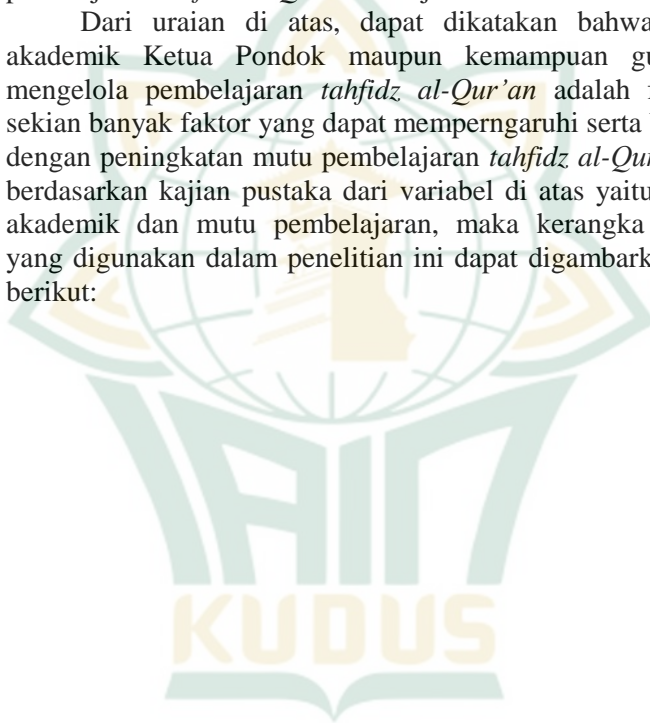 Dari uraian di atas, dapat dikatakan bahwa
akademik Ketua Pondok maupun kemampuan gu
mengelola pembelajaran tahfidz al-Qur’an adalah
sekian banyak faktor yang dapat memperngaruhi serta
dengan peningkatan mutu pembelajaran tahfidz al-Qur
berdasarkan kajian pustaka dari variabel di atas yaitu
akademik dan mutu pembelajaran, maka kerangka
yang digunakan dalam penelitian ini dapat digambark
berikut:
IAIN
KUDUS